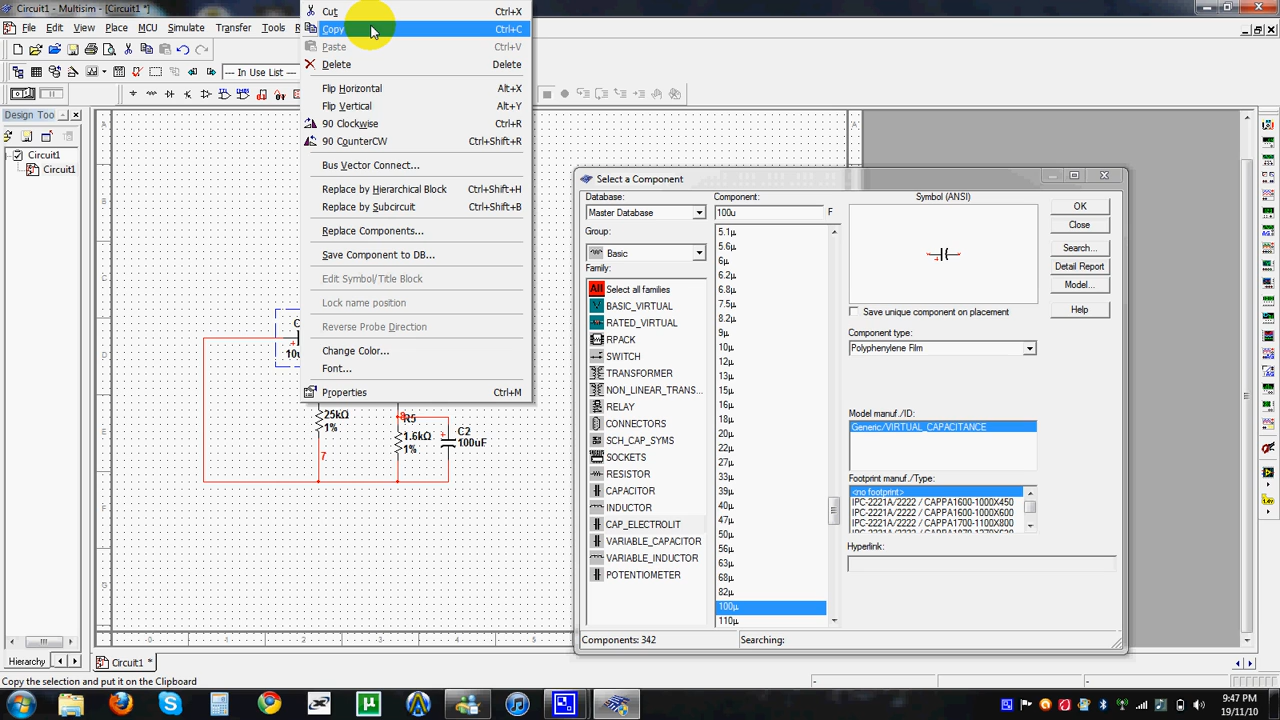 Circuit1 - Multisim - [Circuit1 *]
File Edit View Place MCU Simulate Transfer Tools
--- In Use List ---
Design Too
Circuit1
Circuit1
Hierarchy
Circuit1 *
Cut Ctrl+X
Copy Ctrl+C
Paste Ctrl+V
Delete Delete
Flip Horizontal Alt+X
Flip Vertical Alt+Y
90 Clockwise Ctrl+R
90 CounterCW Ctrl+Shift+R
Bus Vector Connect...
Replace by Hierarchical Block Ctrl+Shift+H
Replace by Subcircuit Ctrl+Shift+B
Replace Components...
Save Component to DB...
Edit Symbol/Title Block
Lock name position
Reverse Probe Direction
Change Color...
Font...
Properties Ctrl+M
10u
25kΩ
1%
7
8
R5
1.6kΩ
1%
C2
100uF
Select a Component
Database:
Master Database
Group:
Basic
Family:
Select all families
BASIC_VIRTUAL
RATED_VIRTUAL
RPACK
SWITCH
TRANSFORMER
NON_LINEAR_TRANS...
RELAY
CONNECTORS
SCH_CAP_SYMS
SOCKETS
RESISTOR
CAPACITOR
INDUCTOR
CAP_ELECTROLIT
VARIABLE_CAPACITOR
VARIABLE_INDUCTOR
POTENTIOMETER
Component:
100u F
5.1µ
5.6µ
6µ
6.2µ
6.8µ
7.5µ
8.2µ
9µ
10µ
12µ
13µ
15µ
16µ
18µ
20µ
22µ
27µ
33µ
39µ
40µ
47µ
50µ
56µ
63µ
68µ
82µ
100µ
110µ
Symbol (ANSI)
Save unique component on placement
Component type:
Polyphenylene Film
Model manuf./ID:
Generic/VIRTUAL_CAPACITANCE
Footprint manuf./Type:
<no footprint>
IPC-2221A/2222 / CAPPA1600-1000X450
IPC-2221A/2222 / CAPPA1600-1000X600
IPC-2221A/2222 / CAPPA1700-1100X800
Hyperlink:
OK
Close
Search...
Detail Report
Model...
Help
Components: 342 Searching:
Copy the selection and put it on the Clipboard
9:47 PM
19/11/10